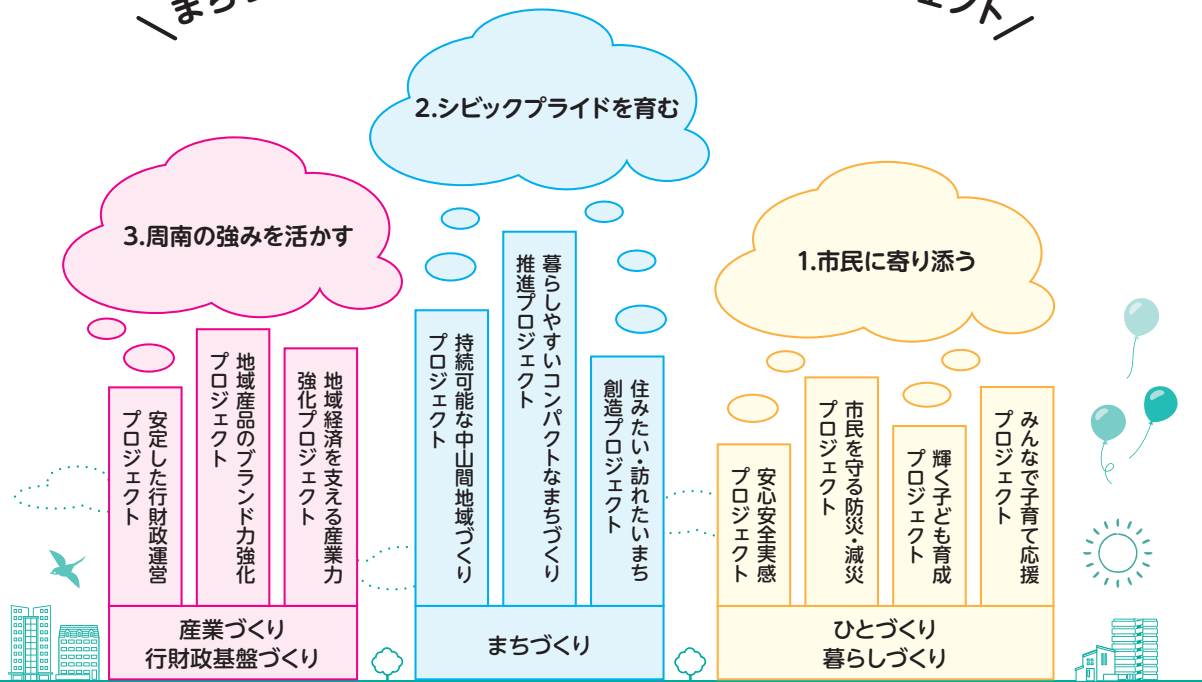 2.シビックプライドを育む
3.周南の強みを活かす
1.市民に寄り添う
安定した行財政運営
プロジェクト
地域産品のブランド力強化
プロジェクト
地域経済を支える産業力
強化プロジェクト
持続可能な中山間地域づくり
プロジェクト
暮らしやすいコンパクトなまちづくり
推進プロジェクト
住みたい・訪れたいまち
創造プロジェクト
安心安全実感
プロジェクト
市民を守る防災・減災
プロジェクト
輝く子ども育成
プロジェクト
みんなで子育て応援
プロジェクト
産業づくり
行財政基盤づくり
まちづくり
ひとづくり
暮らしづくり